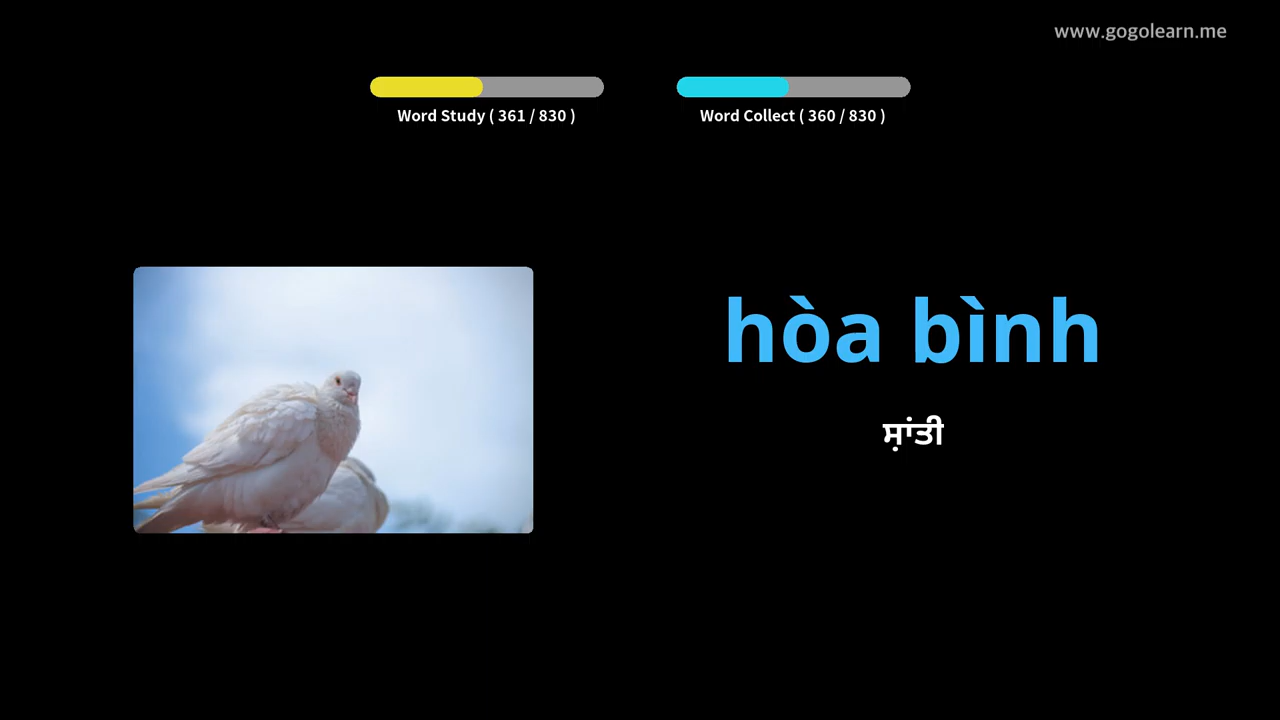 www.gogolearn.me
Word Study ( 361 / 830 )
Word Collect ( 360 / 830 )
hòa bình
ਸ਼ਾਂਤੀ